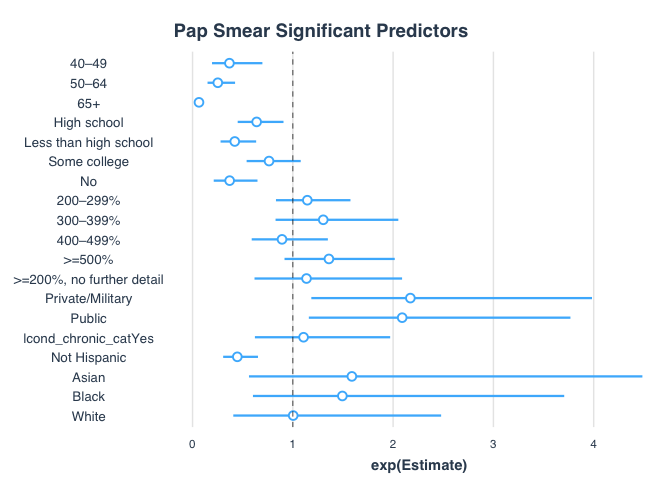 Pap Smear Significant Predictors
40–49
50–64
65+
High school
Less than high school
Some college
No
200–299%
300–399%
400–499%
>=500%
>=200%, no further detail
Private/Military
Public
lcond_chronic_catYes
Not Hispanic
Asian
Black
White
0 1 2 3 4
exp(Estimate)